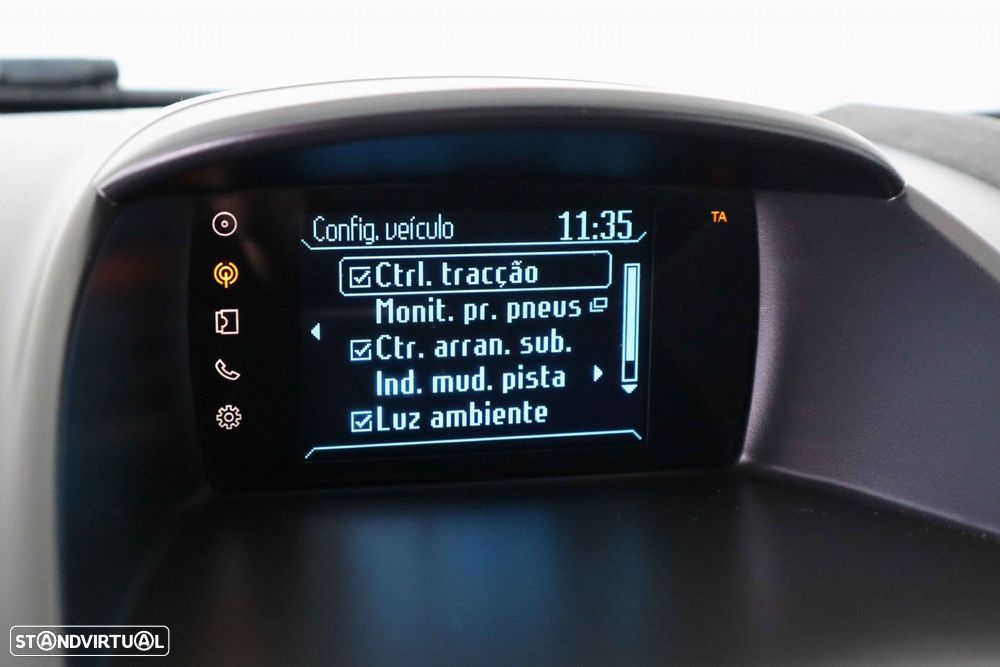 Config. veículo 11:35
TA
Ctrl. tracção
Monit. pr. pneus
Ctr. arran. sub.
Ind. mud. pista
Luz ambiente
STANDVIRTUAL